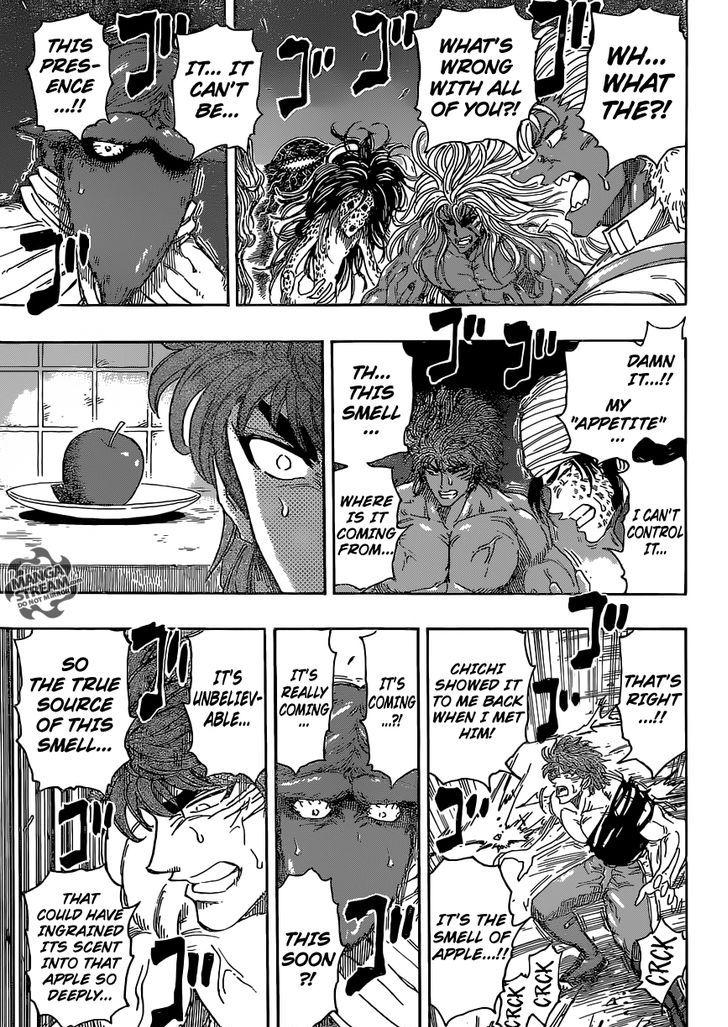 WH...
WHAT
THE?!
WHAT'S
WRONG
WITH ALL
OF YOU?!
ゴ
ゴ
IT... IT
CAN'T
BE...
THIS
PRES-
ENCE
...!!
ゴ
ゴ
DAMN
IT...!!
MY
"APPETITE"
...
I CAN'T
CONTROL
IT...
ゴ
ゴ
TH...
THIS
SMELL
...
WHERE
IS IT
COMING
FROM...
MANGA
STREAM
DO NOT MIRROR
ゴ
THAT'S
RIGHT
...!!
CHICHI
SHOWED IT
TO ME BACK
WHEN I MET
HIM!
IT'S THE
SMELL OF
APPLE...!!
ゴ
CRCK
CRCK
CRCK
IT'S
COMING
...?!
IT'S
REALLY
COMING
...
THIS
SOON
?!
ゴ
IT'S
UNBELIEV-
ABLE...
ゴ
SO
THE TRUE
SOURCE
OF THIS
SMELL...
ゴ
ゴ
THAT
COULD HAVE
INGRAINED
ITS SCENT
INTO THAT
APPLE SO
DEEPLY...